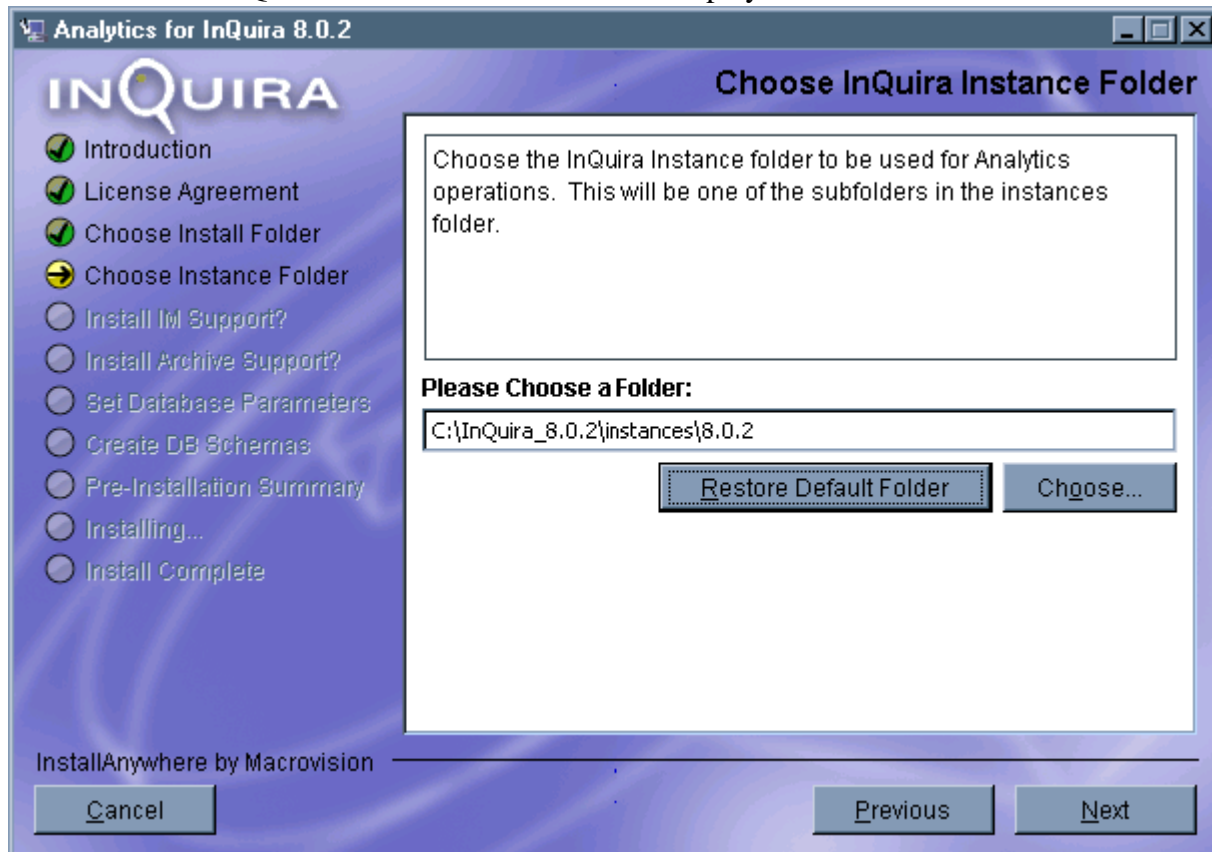 Analytics for InQuira 8.0.2
INQUIRA
Choose InQuira Instance Folder
Introduction
License Agreement
Choose Install Folder
Choose Instance Folder
Install IM Support?
Install Archive Support?
Set Database Parameters
Create DB Schemas
Pre-Installation Summary
Installing...
Install Complete
Choose the InQuira Instance folder to be used for Analytics
operations. This will be one of the subfolders in the instances
folder.
Please Choose a Folder:
C:\InQuira_8.0.2\instances\8.0.2
Restore Default Folder
Choose...
InstallAnywhere by Macrovision
Cancel
Previous
Next